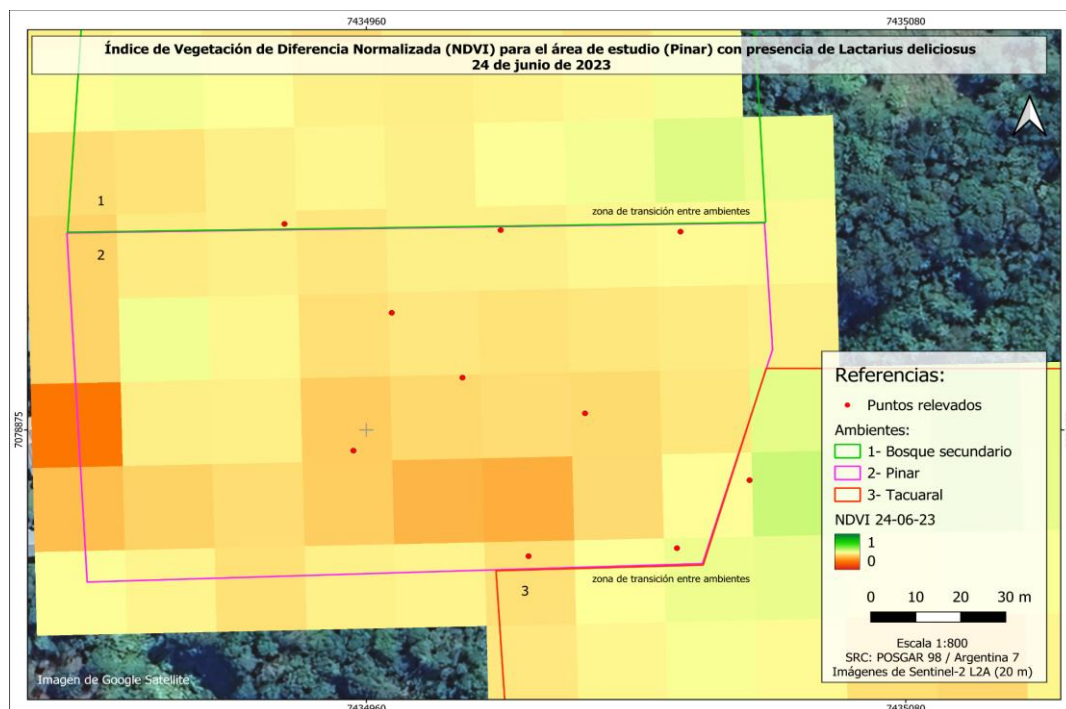 7434960
7435080
Índice de Vegetación de Diferencia Normalizada (NDVI) para el área de estudio (Pinar) con presencia de Lactarius deliciosus
24 de junio de 2023
1
zona de transición entre ambientes
2
7078875
Referencias:
Puntos relevados
Ambientes:
1- Bosque secundario
2- Pinar
3- Tacuaral
NDVI 24-06-23
1
0
0 10 20 30 m
Escala 1:800
SRC: POSGAR 98 / Argentina 7
Imágenes de Sentinel-2 L2A (20 m)
zona de transición entre ambientes
3
Imagen de Google Satellite
7434960
7435080